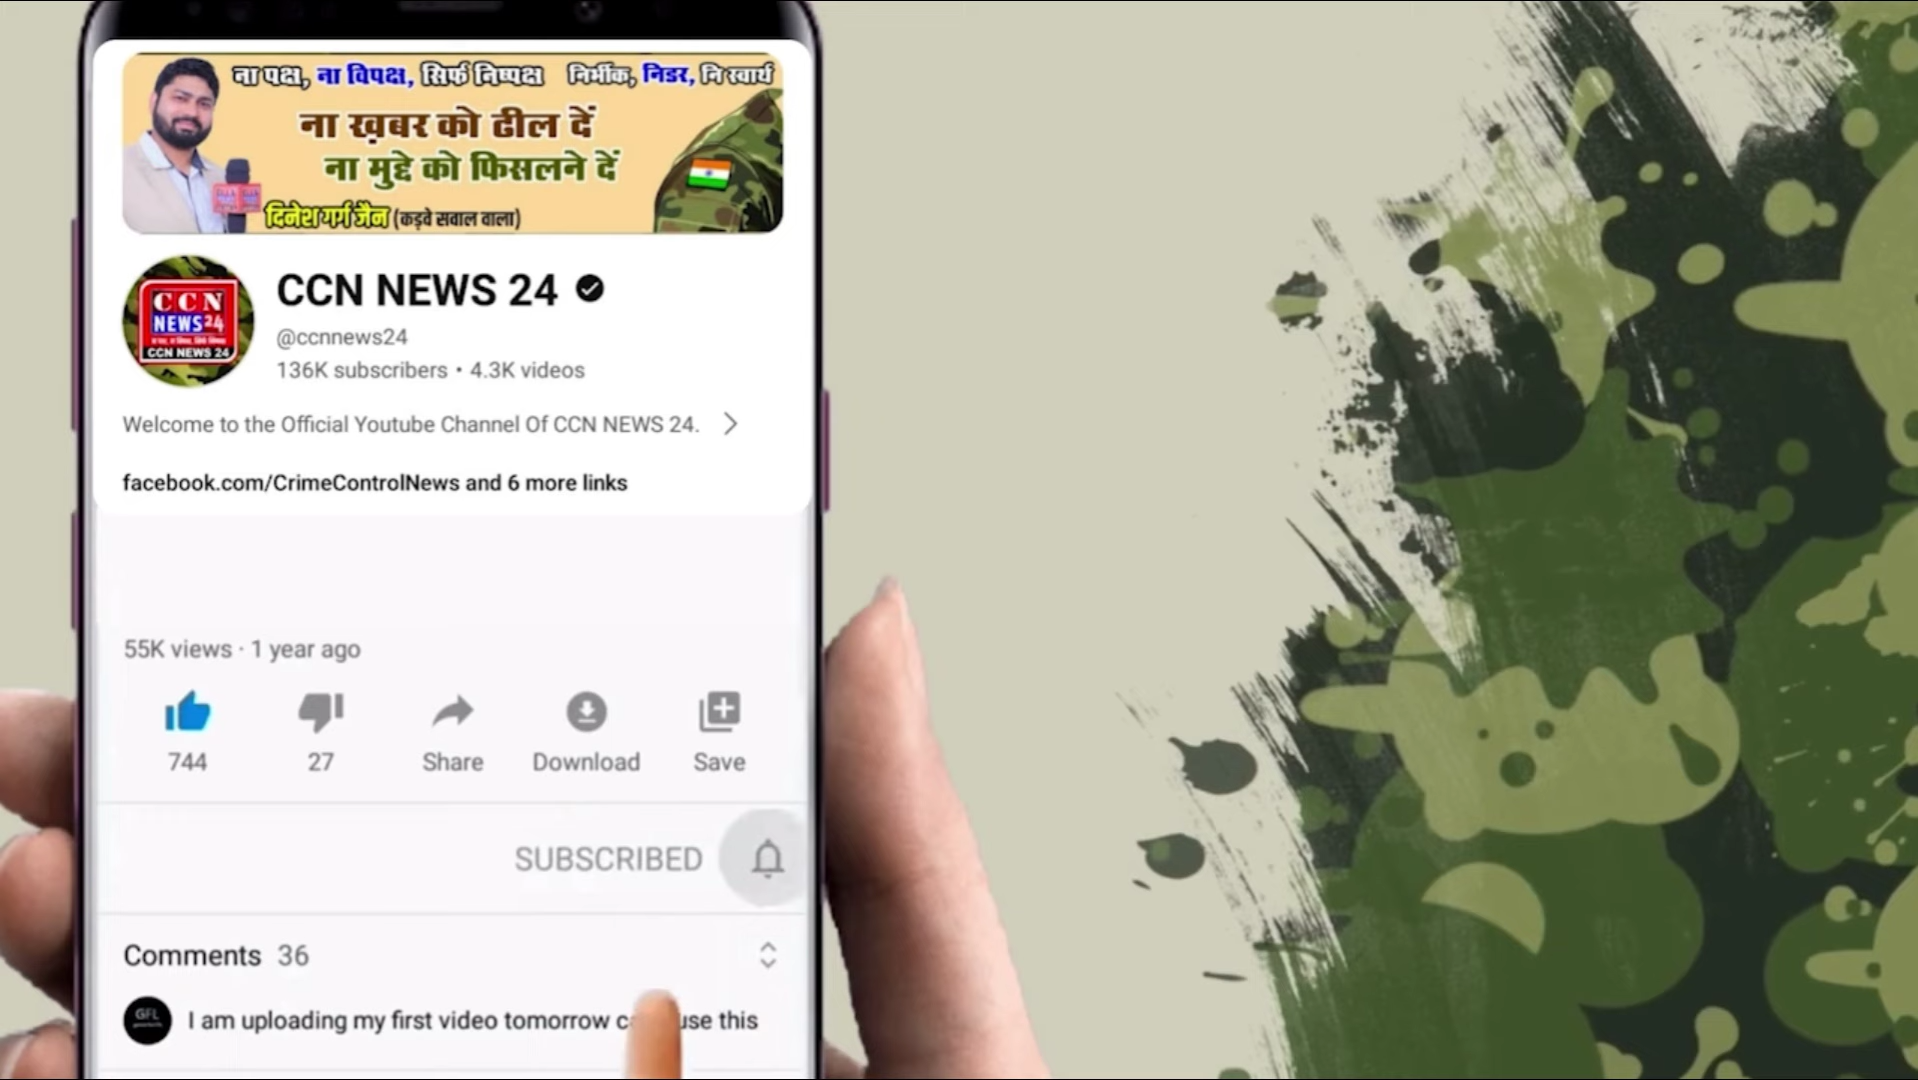 ना पक्ष, ना विपक्ष, सिर्फ निष्पक्ष निर्भीक, निडर, निस्वार्थ
ना ख़बर को ढील दें
ना मुद्दे को फिसलने दें
दिनेश गर्ग जैन (कड़वे सवाल वाला)
CCN
NEWS24
CCN NEWS 24
CCN NEWS 24
@ccnnews24
136K subscribers • 4.3K videos
Welcome to the Official Youtube Channel Of CCN NEWS 24.
facebook.com/CrimeControlNews and 6 more links
55K views · 1 year ago
744 27 Share Download Save
SUBSCRIBED
Comments 36
GFL
I am uploading my first video tomorrow this